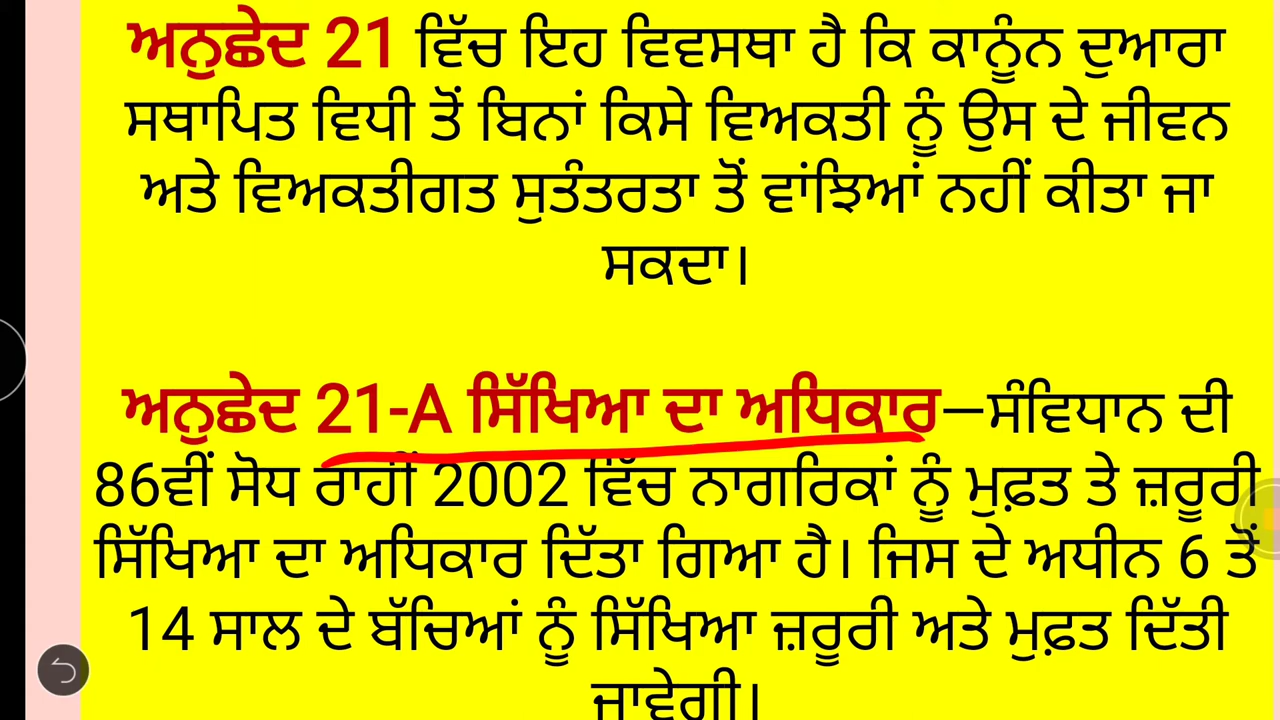 ਅਨੁਛੇਦ 21 ਵਿੱਚ ਇਹ ਵਿਵਸਥਾ ਹੈ ਕਿ ਕਾਨੂੰਨ ਦੁਆਰਾ
ਸਥਾਪਿਤ ਵਿਧੀ ਤੋਂ ਬਿਨਾਂ ਕਿਸੇ ਵਿਅਕਤੀ ਨੂੰ ਉਸ ਦੇ ਜੀਵਨ
ਅਤੇ ਵਿਅਕਤੀਗਤ ਸੁਤੰਤਰਤਾ ਤੋਂ ਵਾਂਝਿਆਂ ਨਹੀਂ ਕੀਤਾ ਜਾ
ਸਕਦਾ।
ਅਨੁਛੇਦ 21-A ਸਿੱਖਿਆ ਦਾ ਅਧਿਕਾਰ—ਸੰਵਿਧਾਨ ਦੀ
86ਵੀਂ ਸੋਧ ਰਾਹੀਂ 2002 ਵਿੱਚ ਨਾਗਰਿਕਾਂ ਨੂੰ ਮੁਫ਼ਤ ਤੇ ਜ਼ਰੂਰੀ
ਸਿੱਖਿਆ ਦਾ ਅਧਿਕਾਰ ਦਿੱਤਾ ਗਿਆ ਹੈ। ਜਿਸ ਦੇ ਅਧੀਨ 6 ਤੋਂ
14 ਸਾਲ ਦੇ ਬੱਚਿਆਂ ਨੂੰ ਸਿੱਖਿਆ ਜ਼ਰੂਰੀ ਅਤੇ ਮੁਫ਼ਤ ਦਿੱਤੀ
ਜਾਵੇਗੀ।